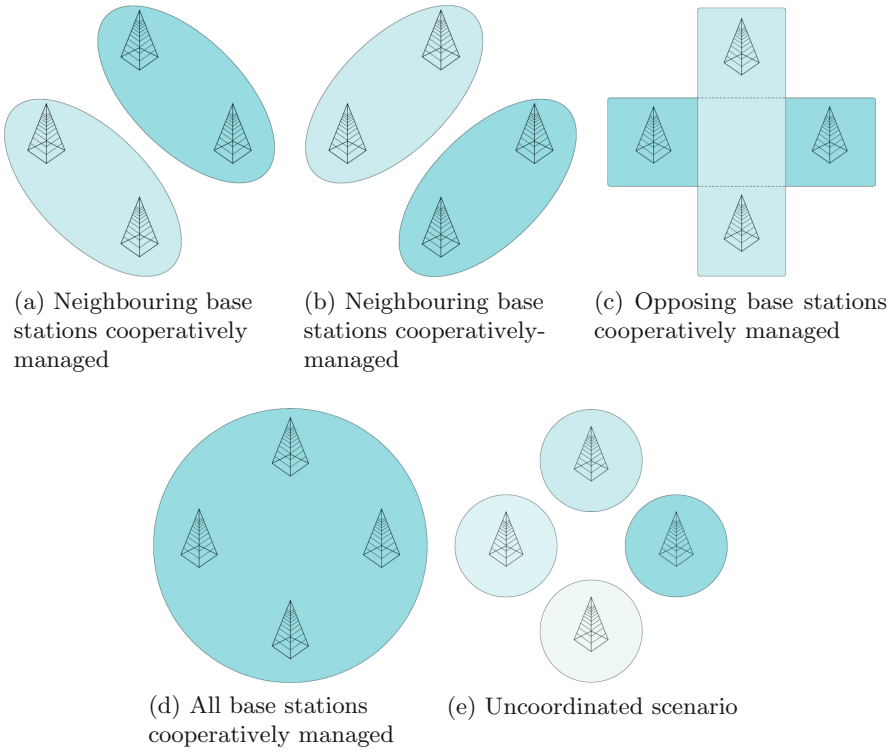 (a) Neighbouring base
stations cooperatively
managed
(b) Neighbouring base
stations cooperatively-
managed
(c) Opposing base stations
cooperatively managed
(d) All base stations
cooperatively managed
(e) Uncoordinated scenario